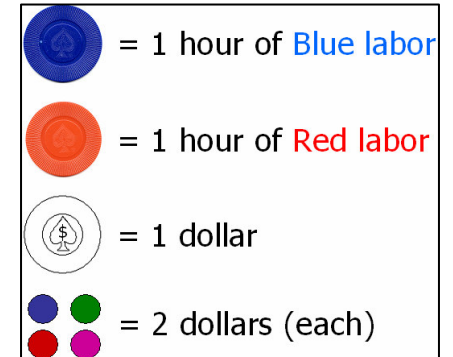 = 1 hour of Blue labor
= 1 hour of Red labor
$ = 1 dollar
= 2 dollars (each)